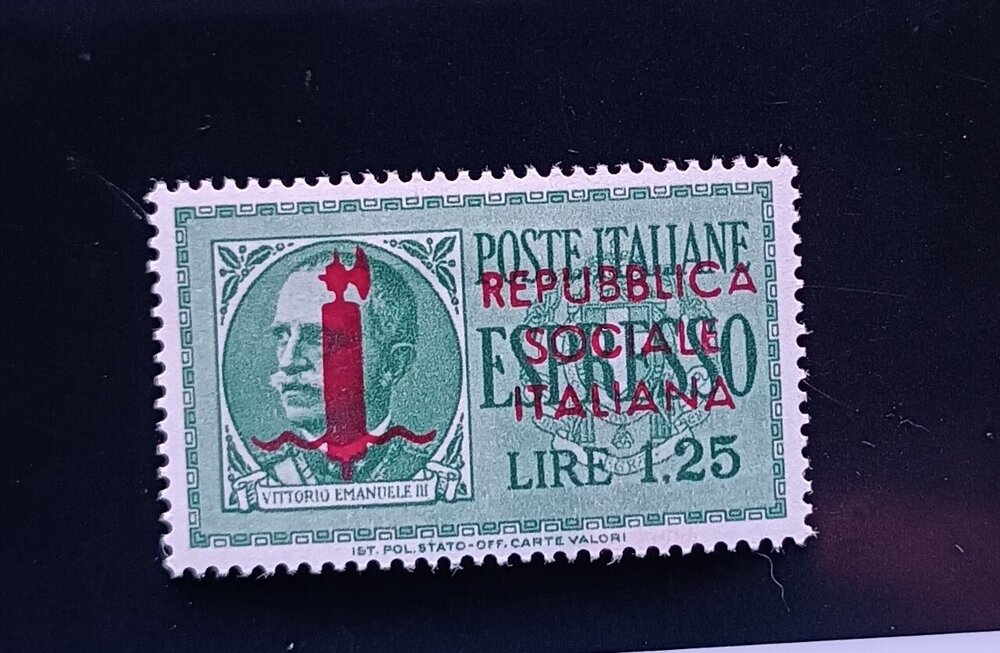 POSTE ITALIANE
REPUBBLICA
SOCIALE
ESPRESSO
ITALIANA
LIRE 1,25
VITTORIO EMANUELE III
IST. POL. STATO-OFF. CARTE VALORI